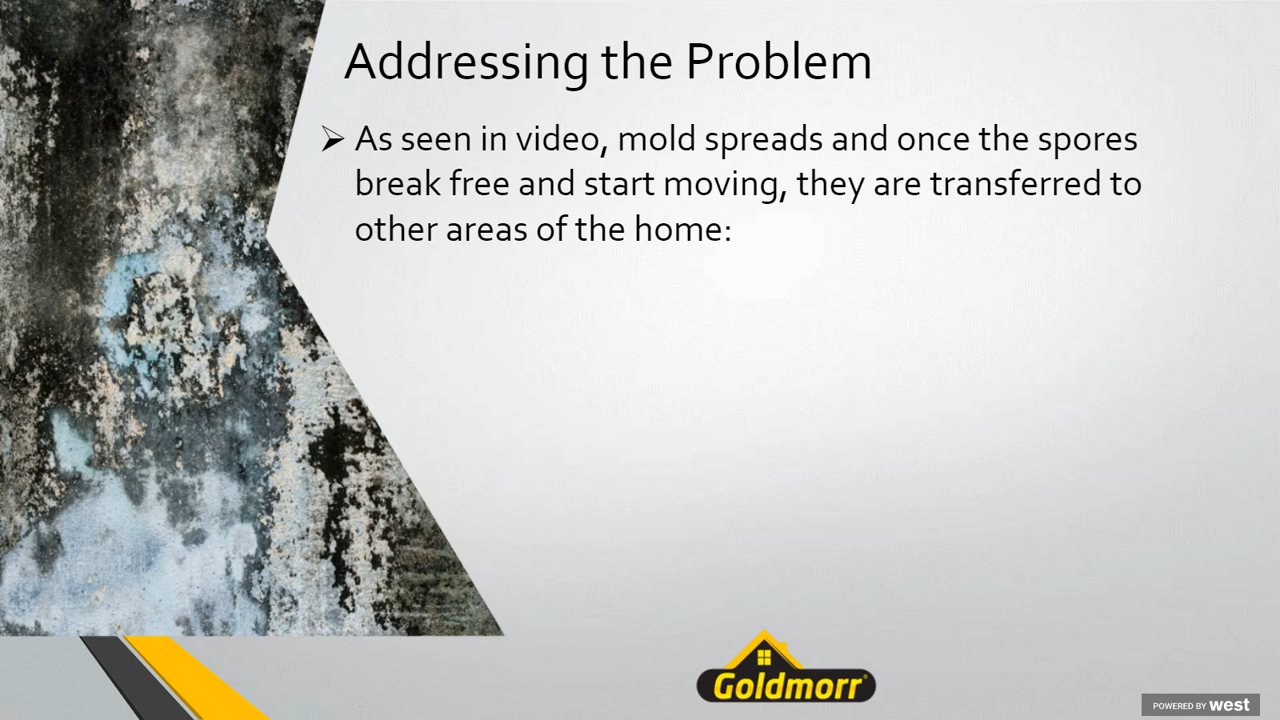 Addressing the Problem
As seen in video, mold spreads and once the spores
break free and start moving, they are transferred to
other areas of the home:
Goldmorr®
POWERED BY west